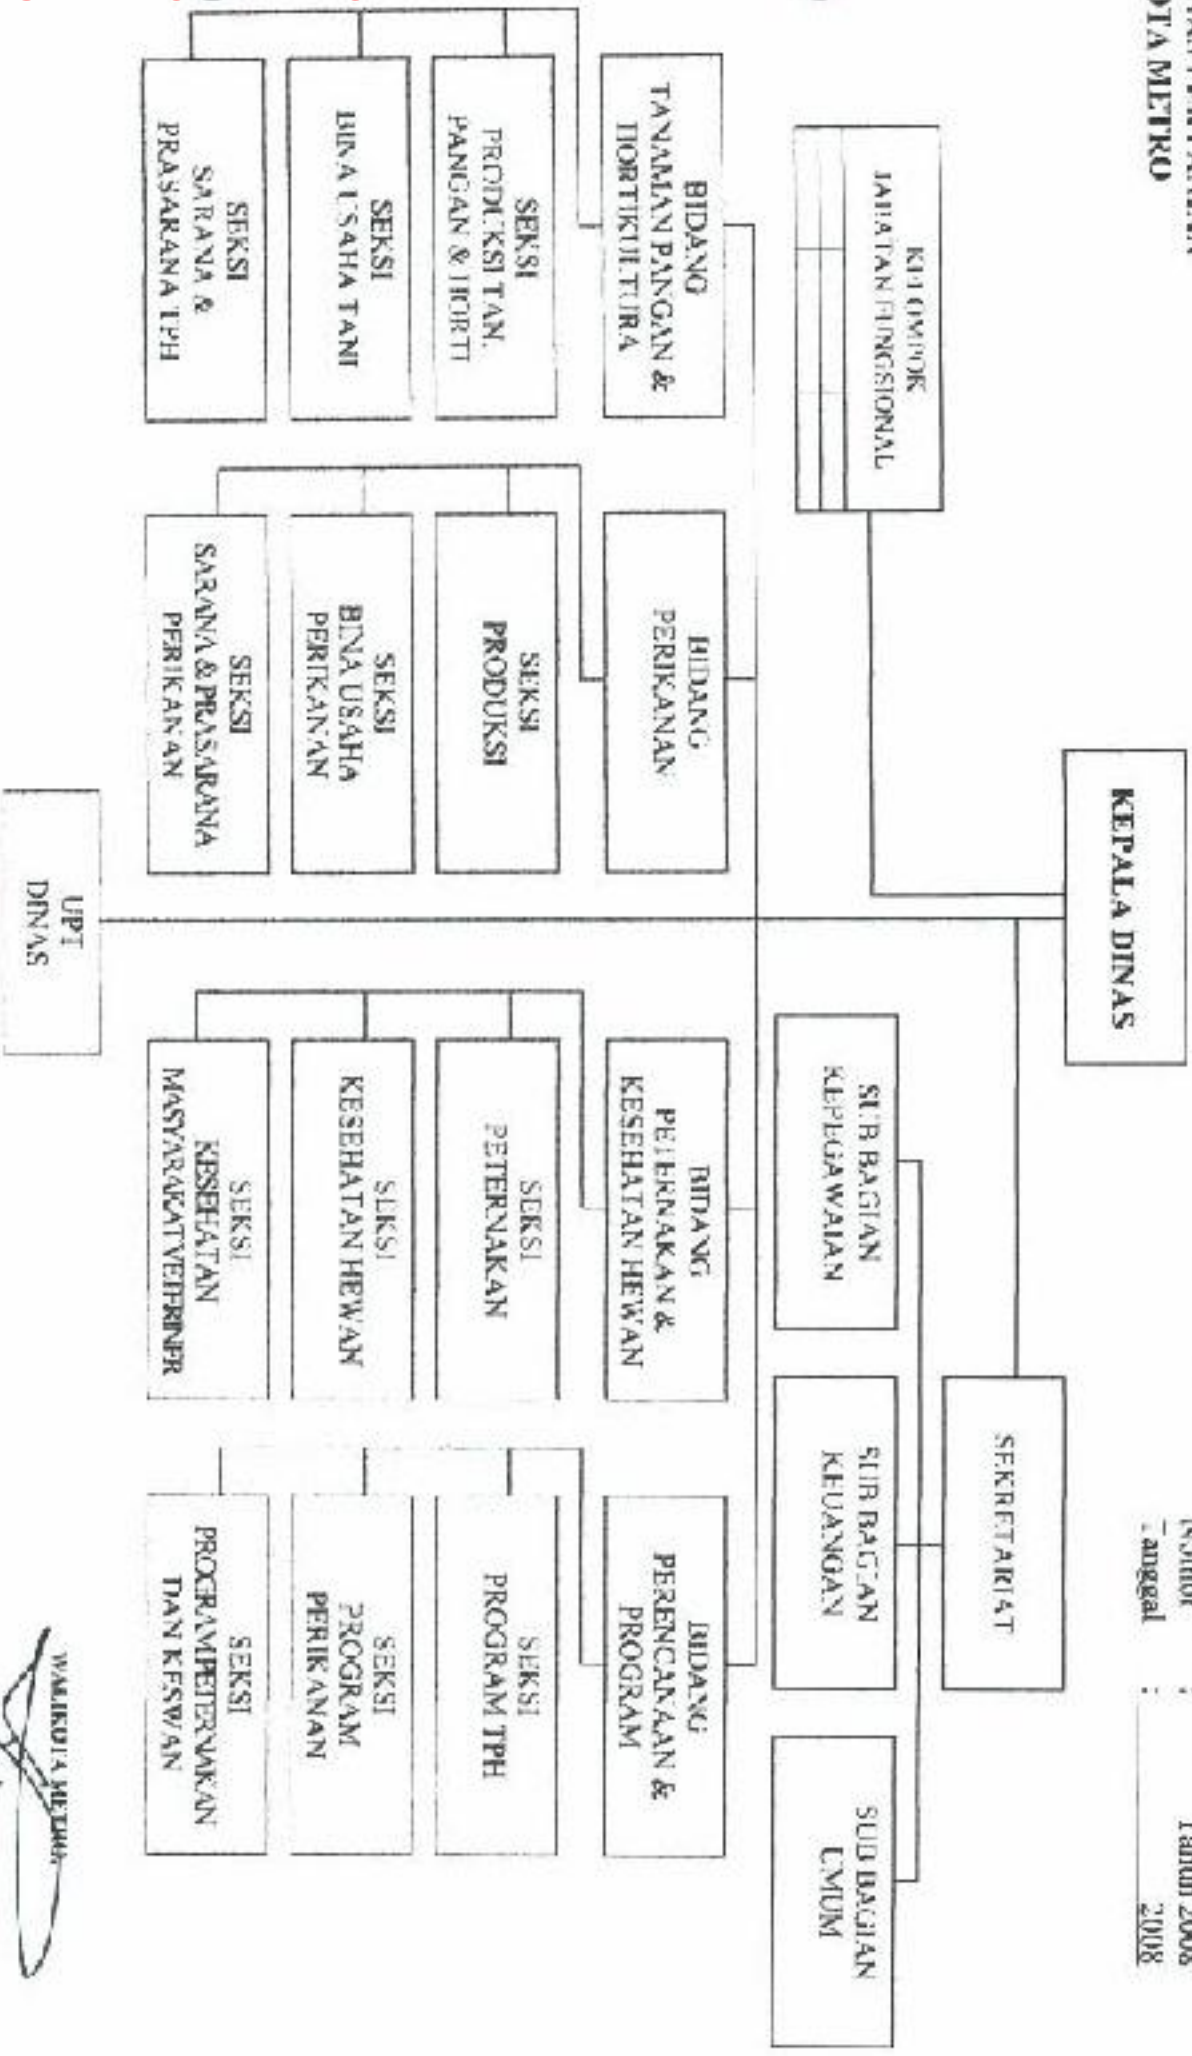 OTA METRO
Tanggal :
Tahun 2008
2008
KEPALA DINAS
KELOMPOK
JABATAN FUNGSIONAL
SEKRETARIAT
SUB BAGIAN
KEPEGAWAIAN
SUB BAGIAN
KEUANGAN
SUB BAGIAN
UMUM
BIDANG
TANAMAN PANGAN &
HORTIKULTURA
BIDANG
PERIKANAN
BIDANG
PETERNAKAN &
KESEHATAN HEWAN
BIDANG
PERENCANAAN &
PROGRAM
SEKSI
PRODUKSI TAN.
PANGAN & HORTI
SEKSI
PRODUKSI
SEKSI
PETERNAKAN
SEKSI
PROGRAM TPH
SEKSI
BINA USAHA TANI
SEKSI
BINA USAHA
PERIKANAN
SEKSI
KESEHATAN HEWAN
SEKSI
PROGRAM
PERIKANAN
SEKSI
SARANA &
PRASARANA TPH
SEKSI
SARANA & PRASARANA
PERIKANAN
SEKSI
KESEHATAN
MASYARAKAT VETERINER
SEKSI
PROGRAM PETERNAKAN
DAN KESWAN
UPT
DINAS
WALIKOTA METRO